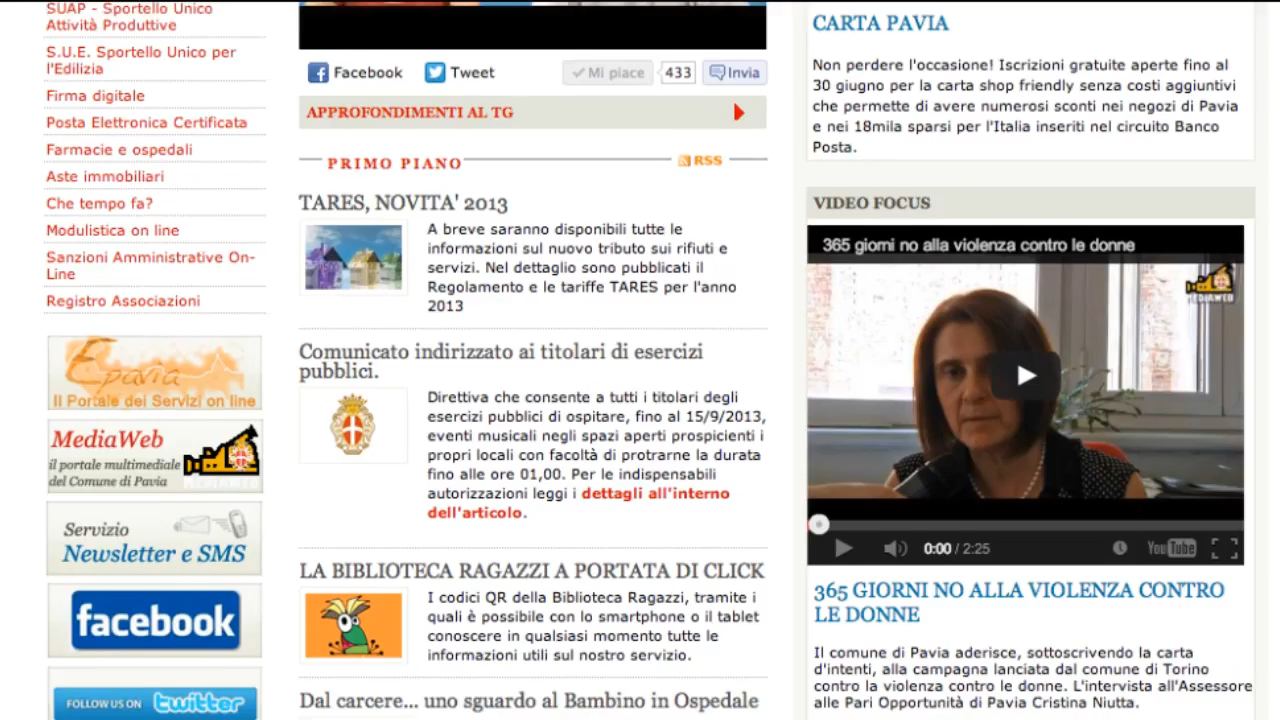 SUAP - Sportello Unico
Attività Produttive
S.U.E. Sportello Unico per
l'Edilizia
Firma digitale
Posta Elettronica Certificata
Farmacie e ospedali
Aste immobiliari
Che tempo fa?
Modulistica on line
Sanzioni Amministrative On-
Line
Registro Associazioni
Epavia
Il Portale dei Servizi on line
MediaWeb
il portale multimediale
del Comune di Pavia
MEDIAWEB
Servizio
Newsletter e SMS
facebook
FOLLOW US ON twitter
Facebook
Tweet
Mi piace
433
Invia
APPROFONDIMENTI AL TG
PRIMO PIANO
RSS
TARES, NOVITA' 2013
A breve saranno disponibili tutte le
informazioni sul nuovo tributo sui rifiuti e
servizi. Nel dettaglio sono pubblicati il
Regolamento e le tariffe TARES per l'anno
2013
Comunicato indirizzato ai titolari di esercizi
pubblici.
Direttiva che consente a tutti i titolari degli
esercizi pubblici di ospitare, fino al 15/9/2013,
eventi musicali negli spazi aperti prospicienti i
propri locali con facoltà di protrarne la durata
fino alle ore 01,00. Per le indispensabili
autorizzazioni leggi i dettagli all'interno
dell'articolo.
LA BIBLIOTECA RAGAZZI A PORTATA DI CLICK
I codici QR della Biblioteca Ragazzi, tramite i
quali è possibile con lo smartphone o il tablet
conoscere in qualsiasi momento tutte le
informazioni utili sul nostro servizio.
Dal carcere... uno sguardo al Bambino in Ospedale
CARTA PAVIA
Non perdere l'occasione! Iscrizioni gratuite aperte fino al
30 giugno per la carta shop friendly senza costi aggiuntivi
che permette di avere numerosi sconti nei negozi di Pavia
e nei 18mila sparsi per l'Italia inseriti nel circuito Banco
Posta.
VIDEO FOCUS
365 giorni no alla violenza contro le donne
MEDIAWEB
0:00 / 2:25
YouTube
365 GIORNI NO ALLA VIOLENZA CONTRO
LE DONNE
Il comune di Pavia aderisce, sottoscrivendo la carta
d'intenti, alla campagna lanciata dal comune di Torino
contro la violenza contro le donne. L'intervista all'Assessore
alle Pari Opportunità di Pavia Cristina Niutta.